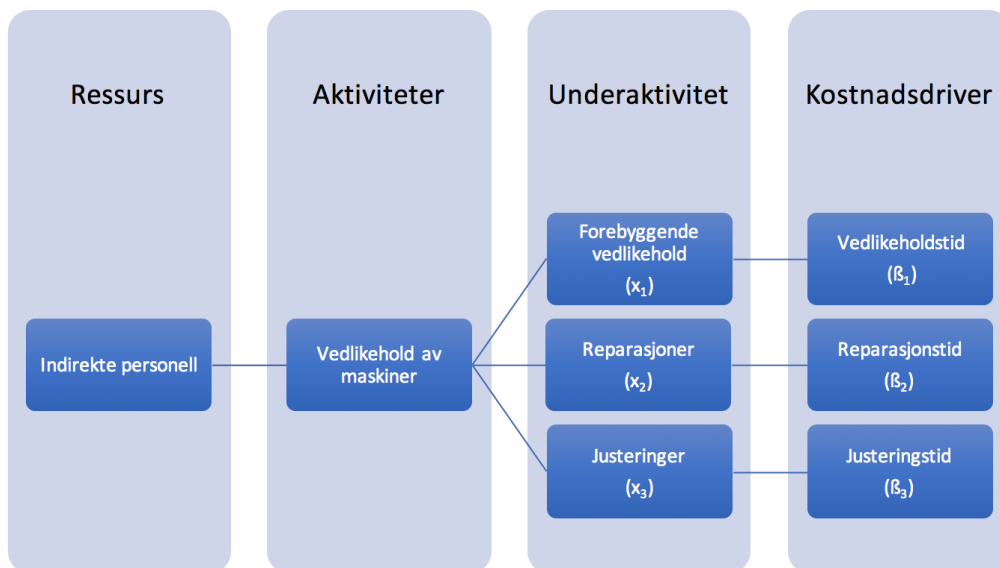 Ressurs
Aktiviteter
Underaktivitet
Kostnadsdriver
Indirekte personell
Vedlikehold av
maskiner
Forebyggende
vedlikehold
(x₁)
Vedlikeholdstid
(ß₁)
Reparasjoner
(x₂)
Reparasjonstid
(ß₂)
Justeringer
(x₃)
Justeringstid
(ß₃)